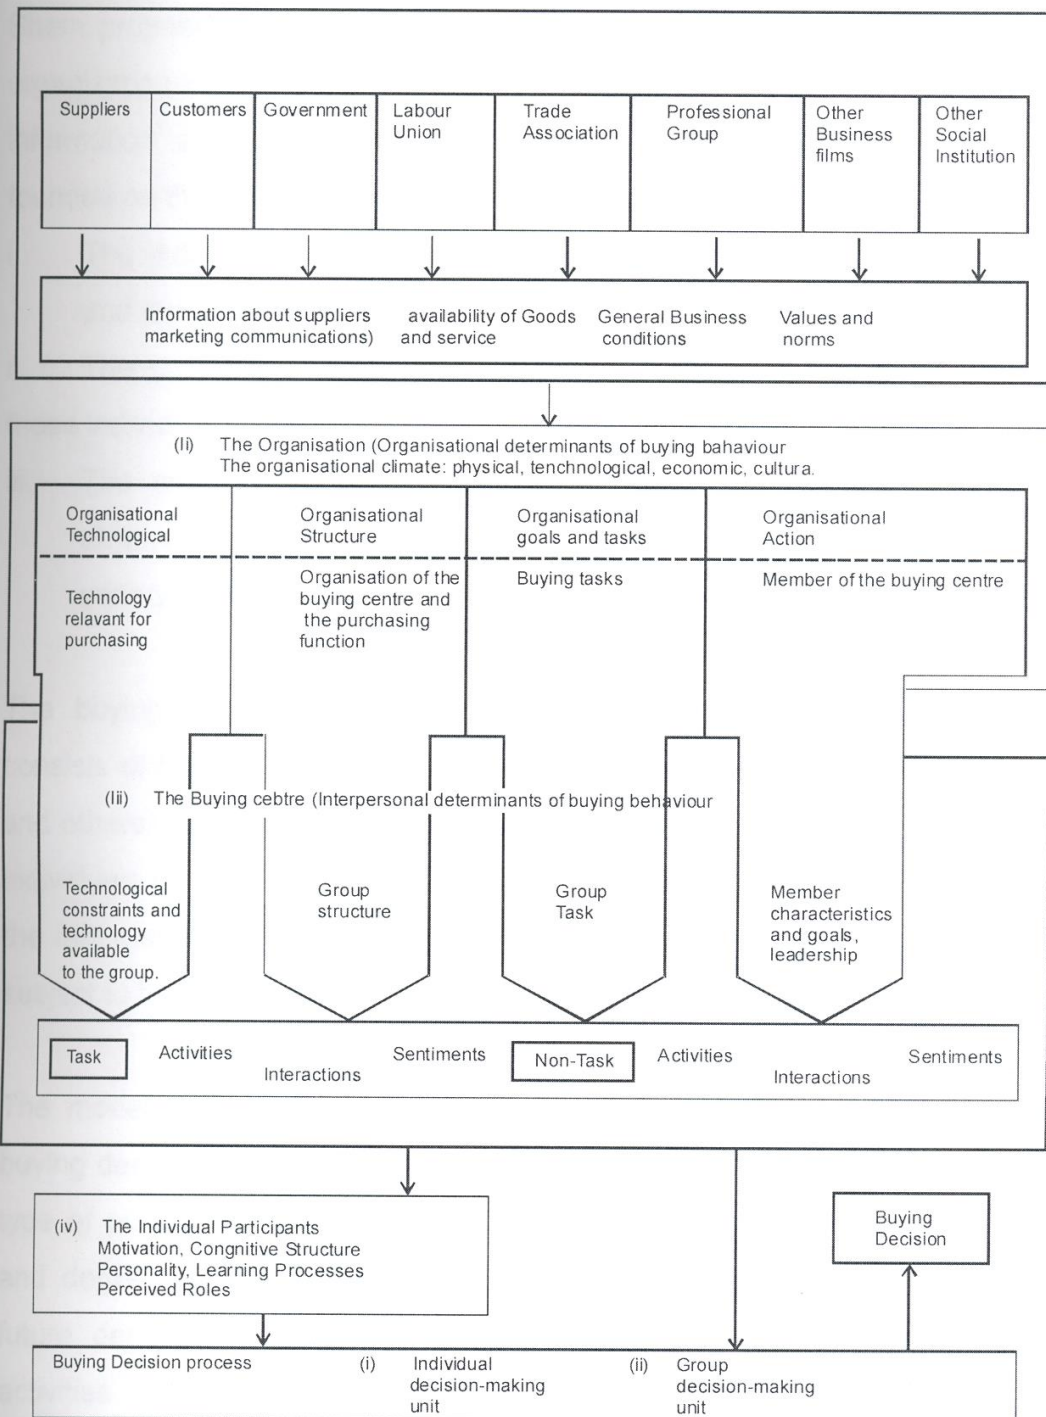 Suppliers
Customers
Government
Labour
Union
Trade
Association
Professional
Group
Other
Business
films
Other
Social
Institution
Information about suppliers
marketing communications)
availability of Goods
and service
General Business
conditions
Values and
norms
(Ii) The Organisation (Organisational determinants of buying bahaviour
The organisational climate: physical, tenchnological, economic, cultura.
Organisational
Technological
Organisational
Structure
Organisational
goals and tasks
Organisational
Action
Technology
relavant for
purchasing
Organisation of the
buying centre and
the purchasing
function
Buying tasks
Member of the buying centre
(Iii) The Buying cebtre (Interpersonal determinants of buying behaviour
Technological
constraints and
technology
available
to the group.
Group
structure
Group
Task
Member
characteristics
and goals,
leadership
Task Activities Interactions Sentiments Non-Task Activities Interactions Sentiments
(iv) The Individual Participants
Motivation, Congnitive Structure
Personality, Learning Processes
Perceived Roles
Buying
Decision
Buying Decision process
(i) Individual
decision-making
unit
(ii) Group
decision-making
unit